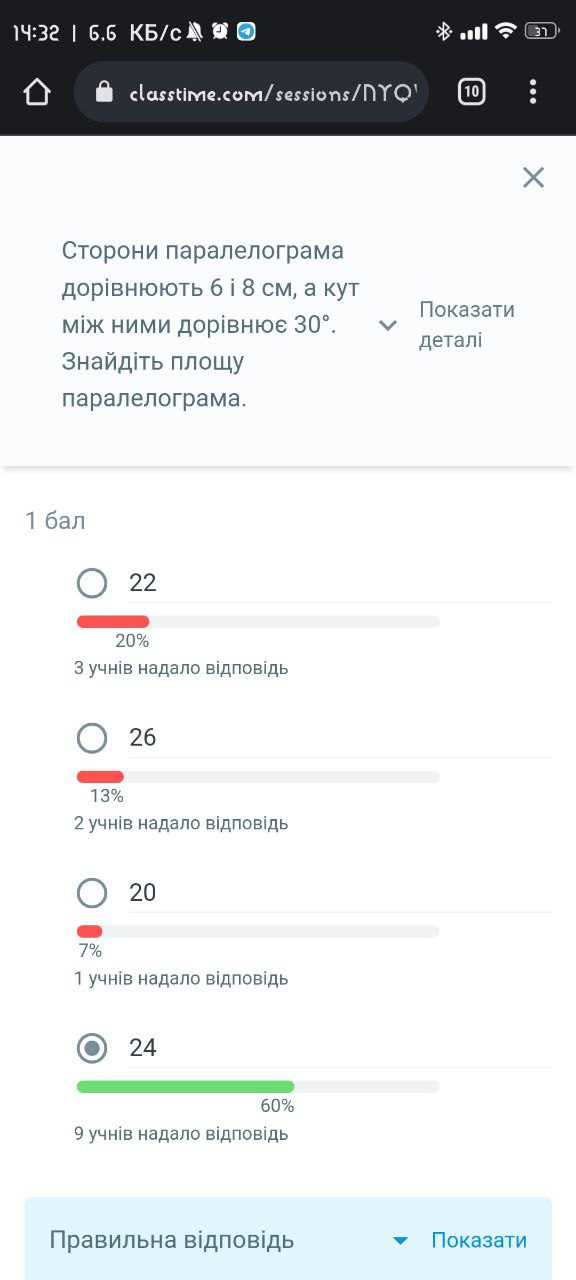 14:32 | 6.6 КБ/с
37
classtime.com/sessions/
10
Сторони паралелограма
дорівнюють 6 і 8 см, а кут
між ними дорівнює 30°.
Знайдіть площу
паралелограма.
Показати
деталі
1 бал
22
20%
3 учнів надало відповідь
26
13%
2 учнів надало відповідь
20
7%
1 учнів надало відповідь
24
60%
9 учнів надало відповідь
Правильна відповідь
Показати